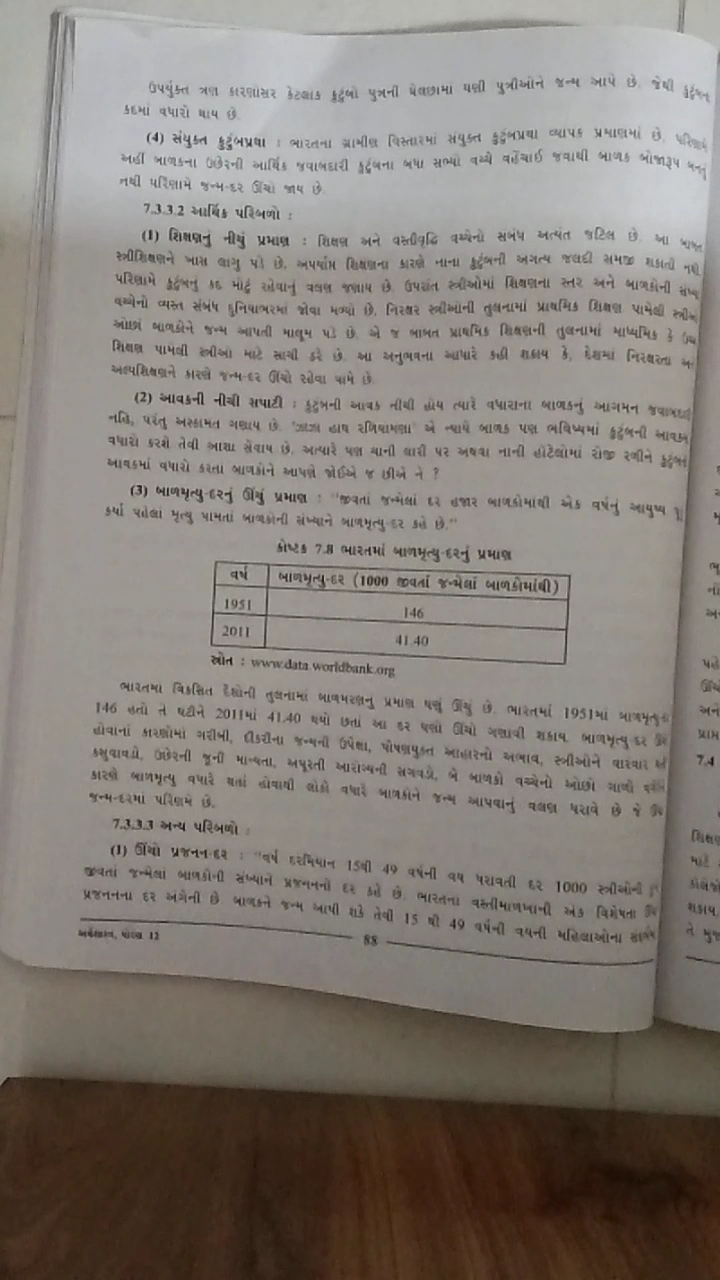 ઉપર્યુક્ત ત્રણ કારણોસર કેટલાક કુટુંબો પુત્રની ઘેલછામાં ઘણી પુત્રીઓને જન્મ આપે છે. જેથી કુટુંબના
કદમાં વધારો થાય છે.
(4) સંયુક્ત કુટુંબપ્રથા : ભારતના ગ્રામીણ વિસ્તારમાં સંયુક્ત કુટુંબપ્રથા વ્યાપક પ્રમાણમાં છે. પરિણામે
અહીં બાળકના ઉછેરની આર્થિક જવાબદારી કુટુંબના બધા સભ્યો વચ્ચે વહેંચાઈ જવાથી બાળક બોજારૂપ બનતું
નથી પરિણામે જન્મ-દર ઊંચો જાય છે.
7.3.3.2 આર્થિક પરિબળો :
(1) શિક્ષણનું નીચું પ્રમાણ : શિક્ષણ અને વસ્તીવૃદ્ધિ વચ્ચેનો સબંધ અત્યંત જટિલ છે. આ બાબત
સ્ત્રીશિક્ષણને ખાસ લાગુ પડે છે. અપર્યાપ્ત શિક્ષણના કારણે નાના કુટુંબની અગત્ય જલદી સમજી શકાતી નથી
પરિણામે કુટુંબનું કદ મોટું રહેવાનું વલણ જણાય છે. ઉપરાંત સ્ત્રીઓમાં શિક્ષણના સ્તર અને બાળકોની સંખ્યા
વચ્ચેનો વ્યસ્ત સંબંધ દુનિયાભરમાં જોવા મળ્યો છે. નિરક્ષર સ્ત્રીઓની તુલનામાં પ્રાથમિક શિક્ષણ પામેલી સ્ત્રીઓ
ઓછાં બાળકોને જન્મ આપતી માલૂમ પડે છે. એ જ બાબત પ્રાથમિક શિક્ષણની તુલનામાં માધ્યમિક કે ઉચ્ચ
શિક્ષણ પામેલી સ્ત્રીઓ માટે સાચી ઠરે છે. આ અનુભવના આધારે કહી શકાય કે, દેશમાં નિરક્ષરતા અને
અલ્પશિક્ષણને કારણે જન્મ-દર ઊંચો રહેવા પામે છે.
(2) આવકની નીચી સપાટી : કુટુંબની આવક નીચી હોય ત્યારે વધારાના બાળકનું આગમન જવાબદારી
નહિ, પરંતુ અસ્કામત ગણાય છે. 'ઝાઝા હાથ રળિયામણા' એ ન્યાયે બાળક પણ ભવિષ્યમાં કુટુંબની આવકમાં
વધારો કરશે તેવી આશા સેવાય છે. અત્યારે પણ ચાની લારી પર અથવા નાની હોટેલોમાં રોજી રળીને કુટુંબની
આવકમાં વધારો કરતા બાળકોને આપણે જોઈએ જ છીએ ને ?
(3) બાળમૃત્યુ-દરનું ઊંચું પ્રમાણ : "જીવતાં જન્મેલાં દર હજાર બાળકોમાંથી એક વર્ષનું આયુષ્ય
કર્યા પહેલાં મૃત્યુ પામતાં બાળકોની સંખ્યાને બાળમૃત્યુ-દર કહે છે."
કોષ્ટક 7.8 ભારતમાં બાળમૃત્યુ-દરનું પ્રમાણ
વર્ષ બાળમૃત્યુ-દર (1000 જીવતાં જન્મેલાં બાળકોમાંથી)
1951 146
2011 41.40
સ્રોત : www.data.worldbank.org
ભારતમાં વિકસિત દેશોની તુલનામાં બાળમરણનું પ્રમાણ ઘણું ઊંચું છે. ભારતમાં 1951માં બાળમૃત્યુ-દર
146 હતો તે ઘટીને 2011માં 41.40 થયો છતાં આ દર ઘણો ઊંચો ગણાવી શકાય. બાળમૃત્યુ-દર ઊંચો
હોવાનાં કારણોમાં ગરીબી, દીકરીના જન્મની ઉપેક્ષા, પોષણયુક્ત આહારનો અભાવ, સ્ત્રીઓને વારંવાર
કસુવાવડો, ઉછેરની જૂની માન્યતા, અપૂરતી આરોગ્યની સગવડો, બે બાળકો વચ્ચેનો ઓછો ગાળો વગેરે
કારણે બાળમૃત્યુ વધારે થતાં હોવાથી લોકો વધારે બાળકોને જન્મ આપવાનું વલણ ધરાવે છે જે ઊંચા
જન્મ-દરમાં પરિણમે છે.
7.3.3.3 અન્ય પરિબળો :
(1) ઊંચો પ્રજનન-દર : "વર્ષ દરમિયાન 15થી 49 વર્ષની વય ધરાવતી દર 1000 સ્ત્રીઓની
જીવતાં જન્મેલાં બાળકોની સંખ્યાને પ્રજનનનો દર કહે છે. ભારતના વસ્તીમાળખાની એક વિશેષતા ઊંચા
પ્રજનનના દર અંગેની છે. બાળકને જન્મ આપી શકે તેવી 15 થી 49 વર્ષની વયની મહિલાઓના
અર્થશાસ્ત્ર, ધોરણ 12
88
7.4